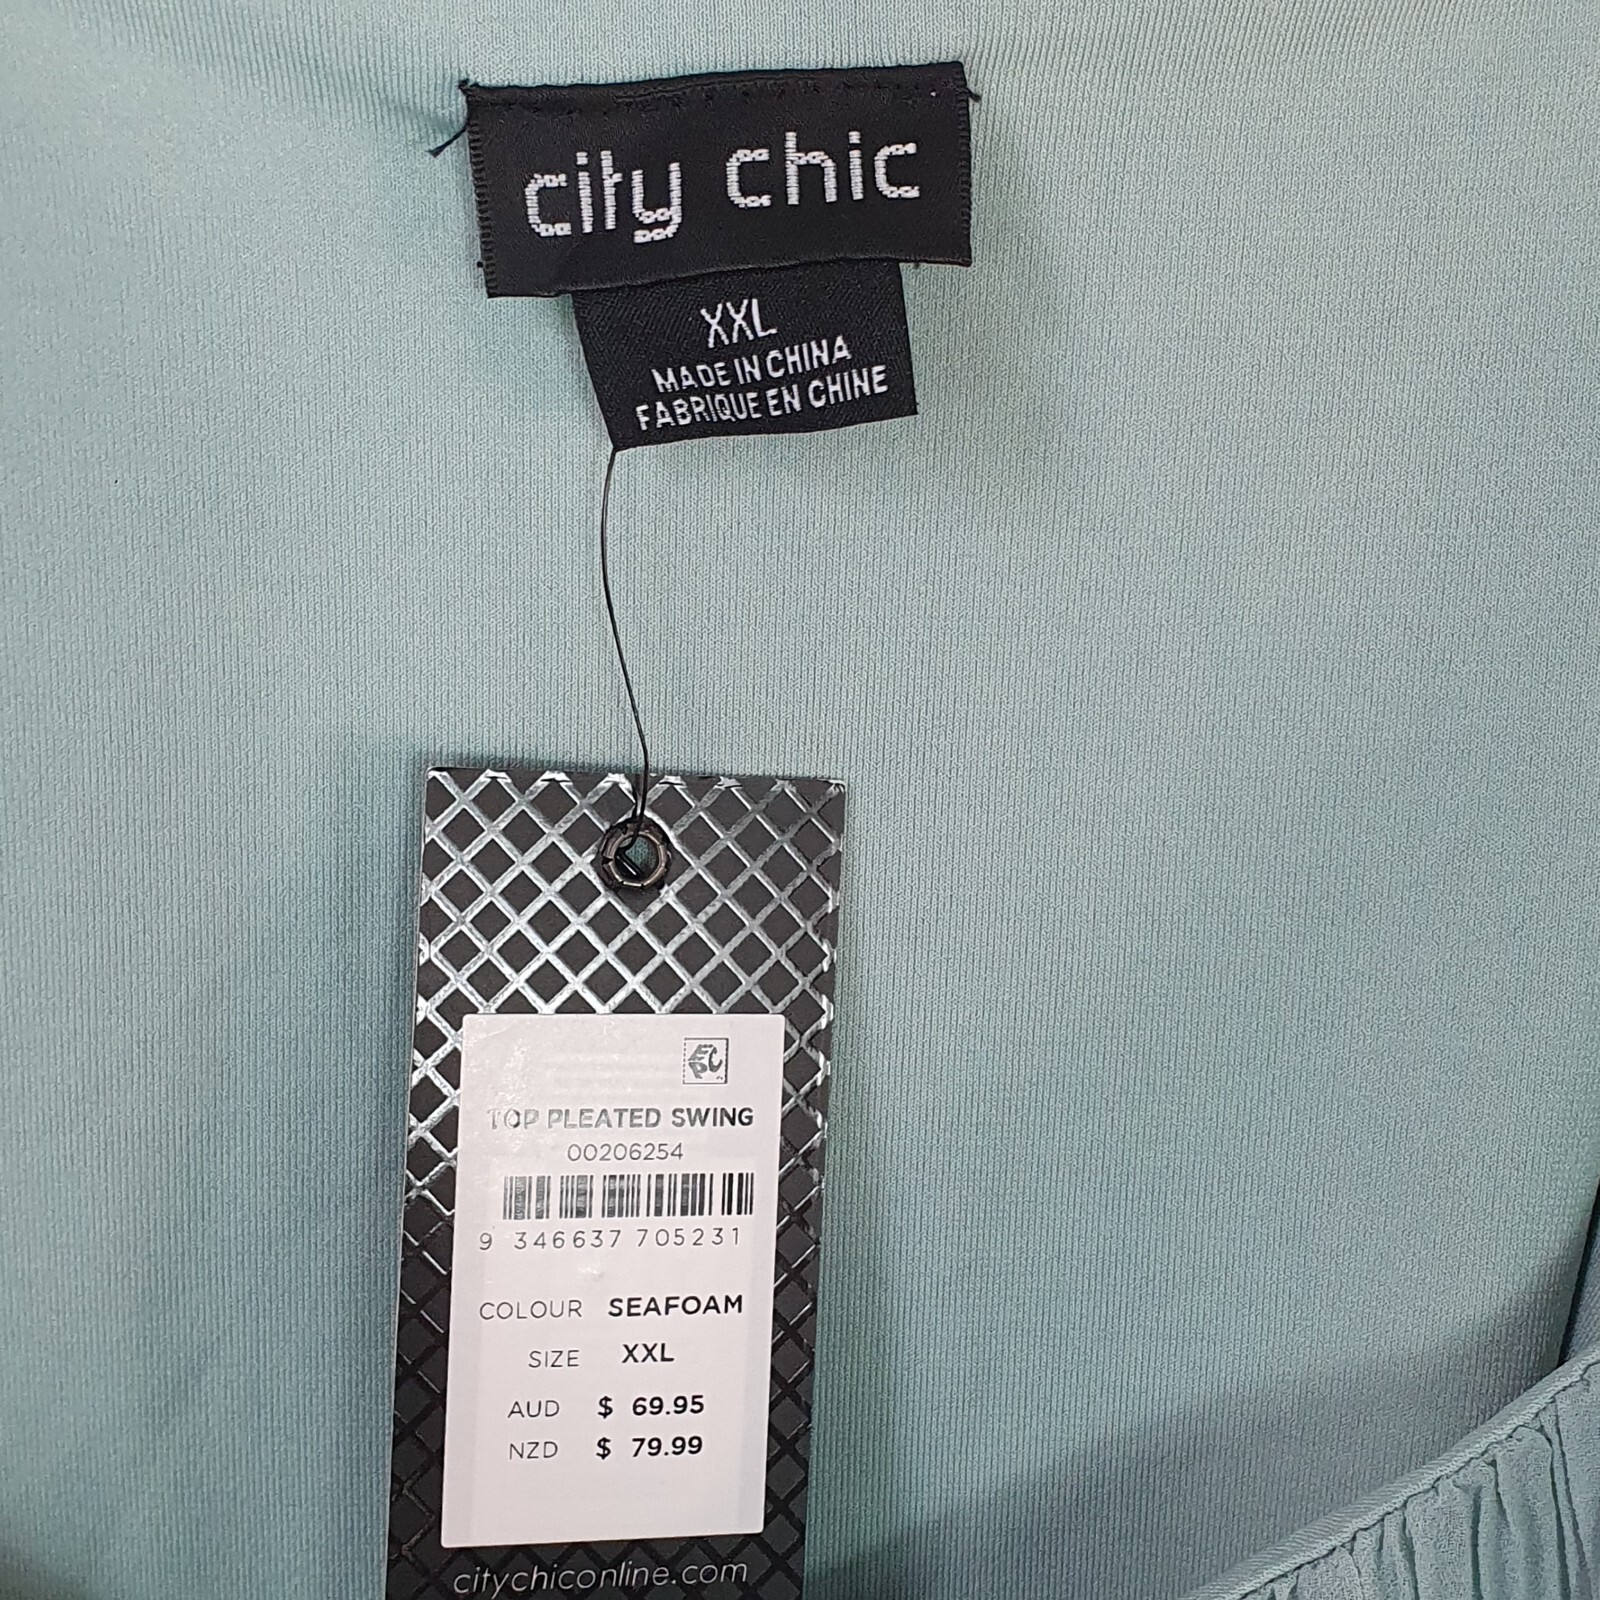 city chic
XXL
MADE IN CHINA
FABRIQUE EN CHINE
EPC
TOP PLEATED SWING
00206254
9 346637 705231
COLOUR SEAFOAM
SIZE XXL
AUD $ 69.95
NZD $ 79.99
citychiconline.com